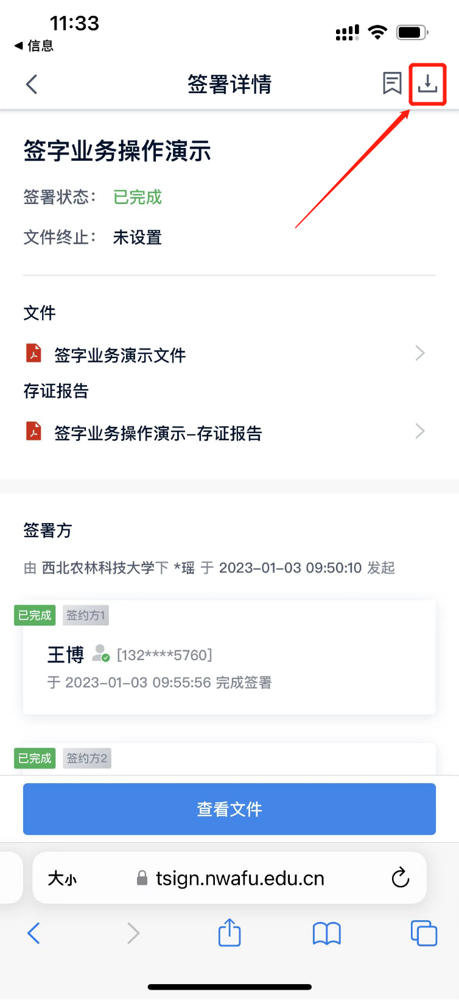 11:33
◀ 信息
签署详情
签字业务操作演示
签署状态： 已完成
文件终止： 未设置
文件
签字业务演示文件
存证报告
签字业务操作演示-存证报告
签署方
由 西北农林科技大学下 *瑶 于 2023-01-03 09:50:10 发起
已完成 签约方1
王博 [132****5760]
于 2023-01-03 09:55:56 完成签署
已完成 签约方2
查看文件
大小 tsign.nwafu.edu.cn